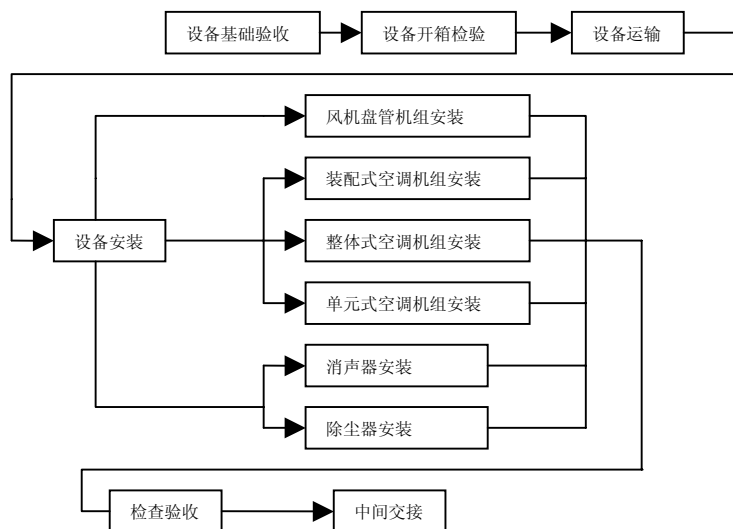 设备基础验收
设备开箱检验
设备运输
风机盘管机组安装
装配式空调机组安装
设备安装
整体式空调机组安装
单元式空调机组安装
消声器安装
除尘器安装
检查验收
中间交接